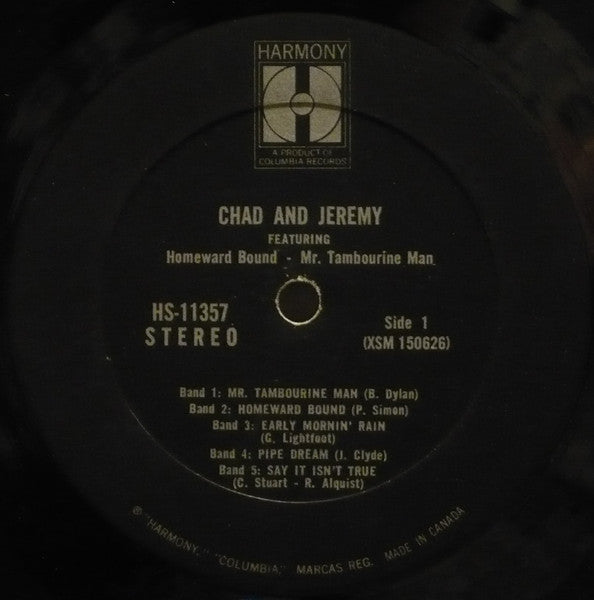 HARMONY
A PRODUCT OF
COLUMBIA RECORDS
CHAD AND JEREMY
FEATURING
Homeward Bound - Mr. Tambourine Man
HS-11357
STEREO
Side 1
(XSM 150626)
Band 1: MR. TAMBOURINE MAN (B. Dylan)
Band 2: HOMEWARD BOUND (P. Simon)
Band 3: EARLY MORNIN' RAIN
(G. Lightfoot)
Band 4: PIPE DREAM (J. Clyde)
Band 5: SAY IT ISN'T TRUE
(C. Stuart - R. Alquist)
® "HARMONY," "COLUMBIA," MARCAS REG. MADE IN CANADA